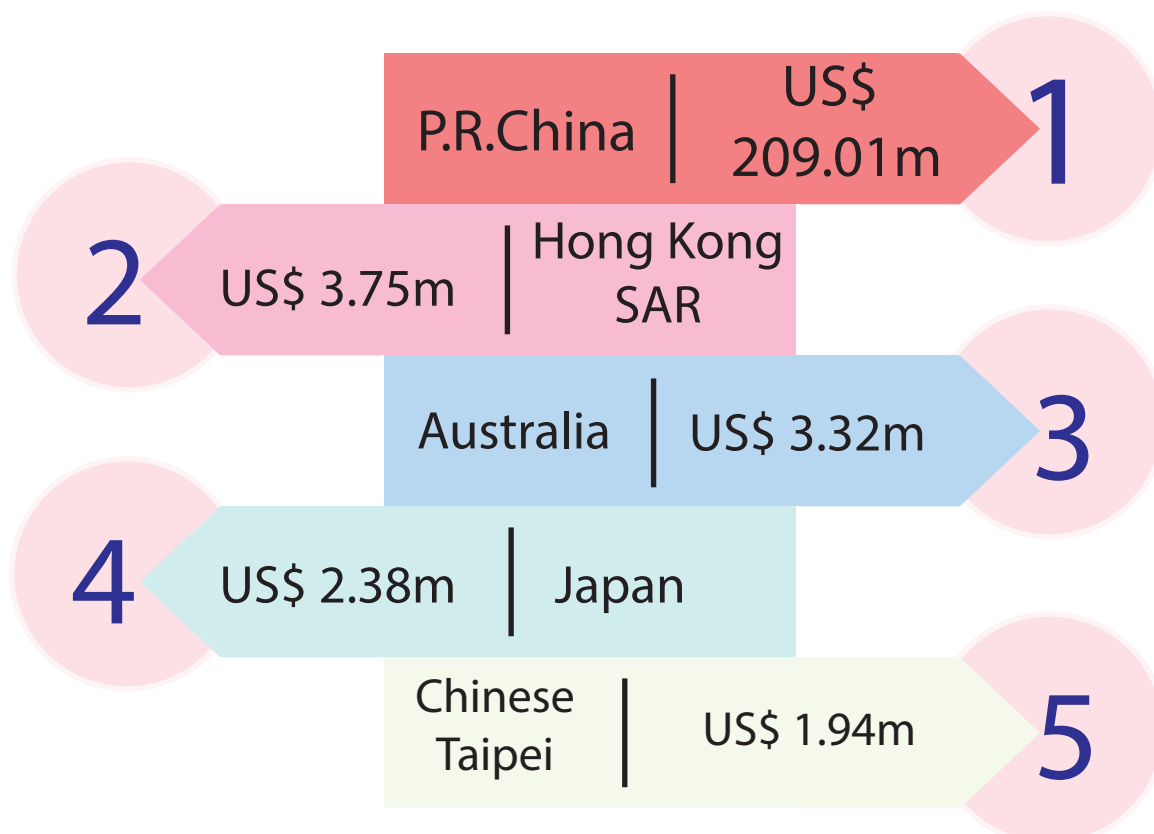 P.R.China
US$
209.01m
1
2
US$ 3.75m
Hong Kong
SAR
Australia
US$ 3.32m
3
4
US$ 2.38m
Japan
Chinese
Taipei
US$ 1.94m
5